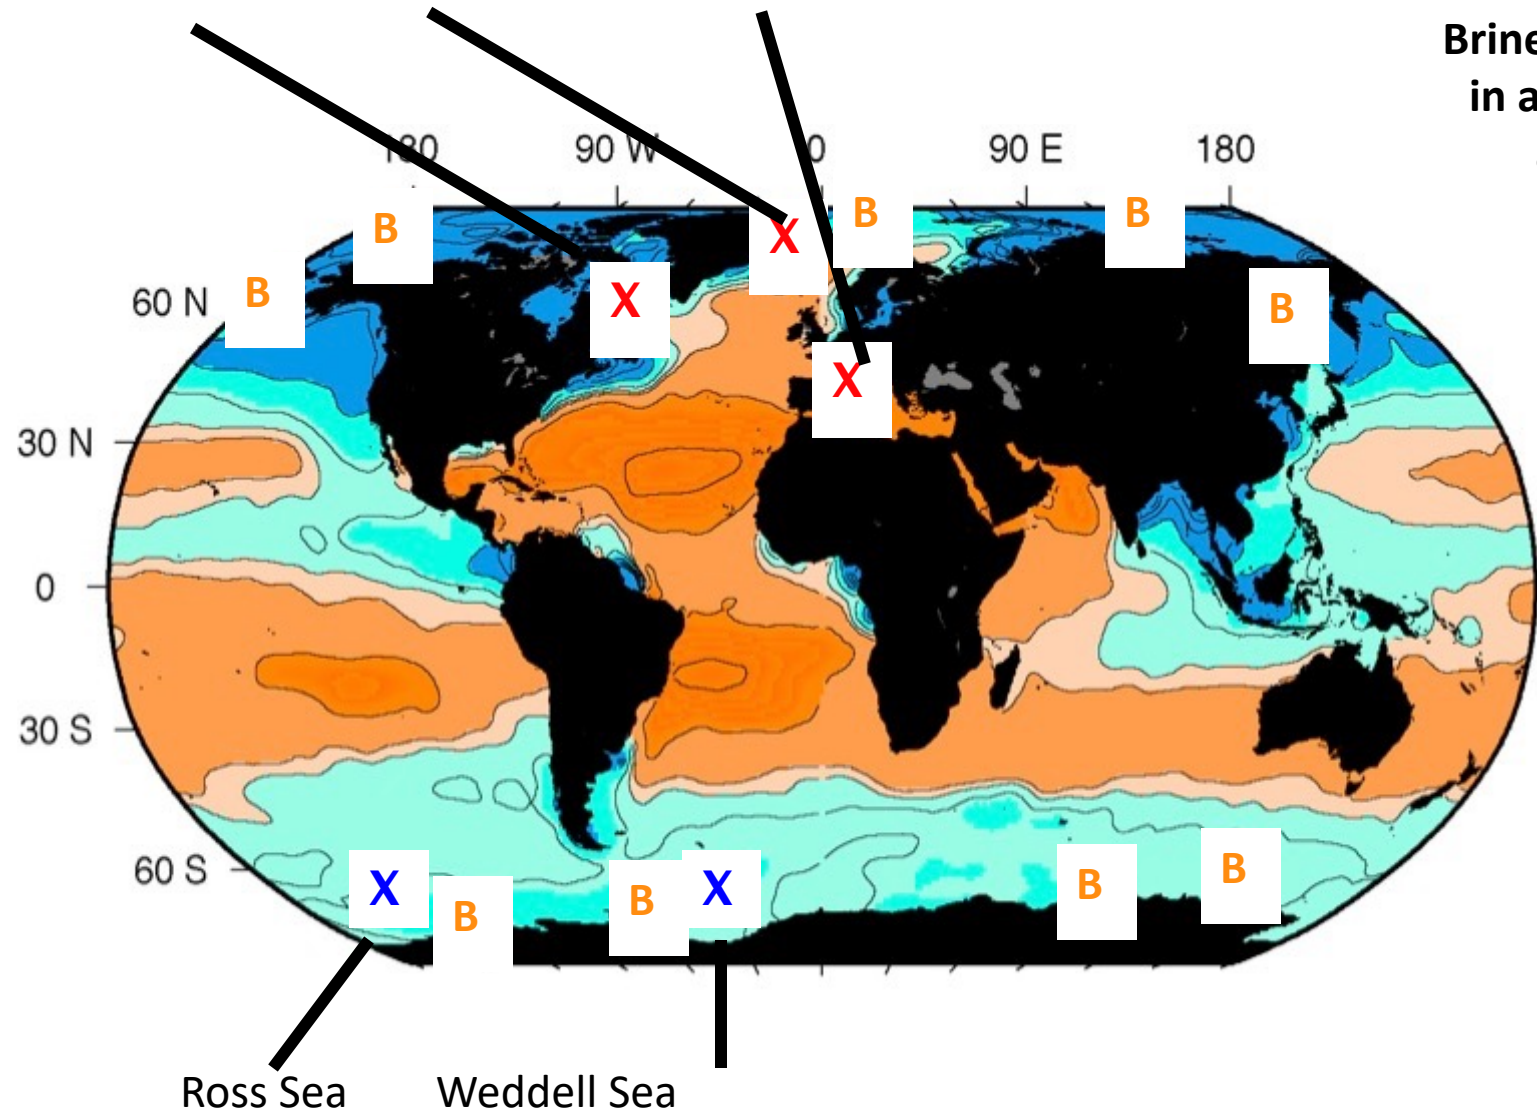 Brine
in a
180 90 W 0 90 E 180
B B B
X
B X B
60 N
X
30 N
0
30 S
60 S
X B B X B B
Ross Sea Weddell Sea